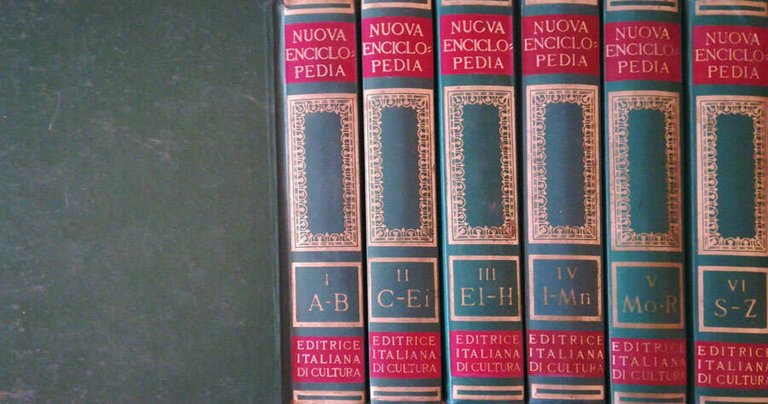 NUOVA
ENCICLO=
PEDIA
I
A-B
EDITRICE
ITALIANA
DI CULTURA
NUOVA
ENCICLO=
PEDIA
II
C-Ei
EDITRICE
ITALIANA
DI CULTURA
NUOVA
ENCICLO=
PEDIA
III
El-H
EDITRICE
ITALIANA
DI CULTURA
NUOVA
ENCICLO=
PEDIA
IV
I-Mn
EDITRICE
ITALIANA
DI CULTURA
NUOVA
ENCICLO=
PEDIA
V
Mo-R
EDITRICE
ITALIANA
DI CULTURA
NUOVA
ENCICLO=
PEDIA
VI
S-Z
EDITRICE
ITALIANA
DI CULTURA